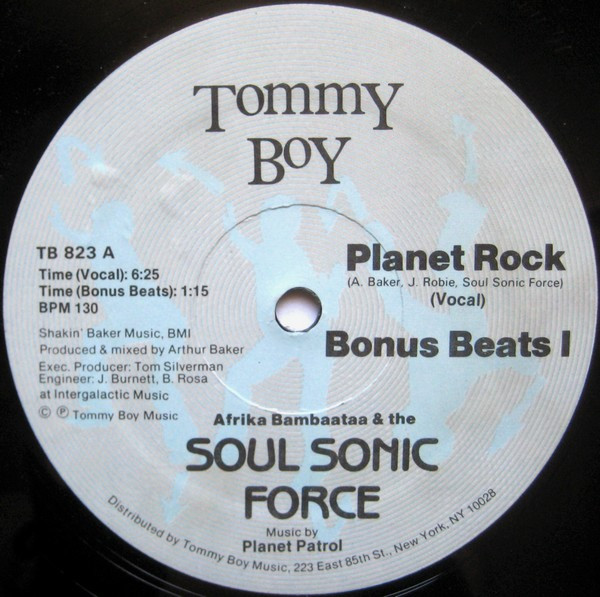 Tommy
Boy
TB 823 A
Time (Vocal): 6:25
Time (Bonus Beats): 1:15
BPM 130
Planet Rock
(A. Baker, J. Robie, Soul Sonic Force)
(Vocal)
Bonus Beats I
Shakin' Baker Music, BMI
Produced & mixed by Arthur Baker
Exec. Producer: Tom Silverman
Engineer: J. Burnett, B. Rosa
at Intergalactic Music
© ℗ Tommy Boy Music
Afrika Bambaataa & the
SOUL SONIC
FORCE
Music by
Planet Patrol
Distributed by Tommy Boy Music, 223 East 85th St., New York, NY 10028